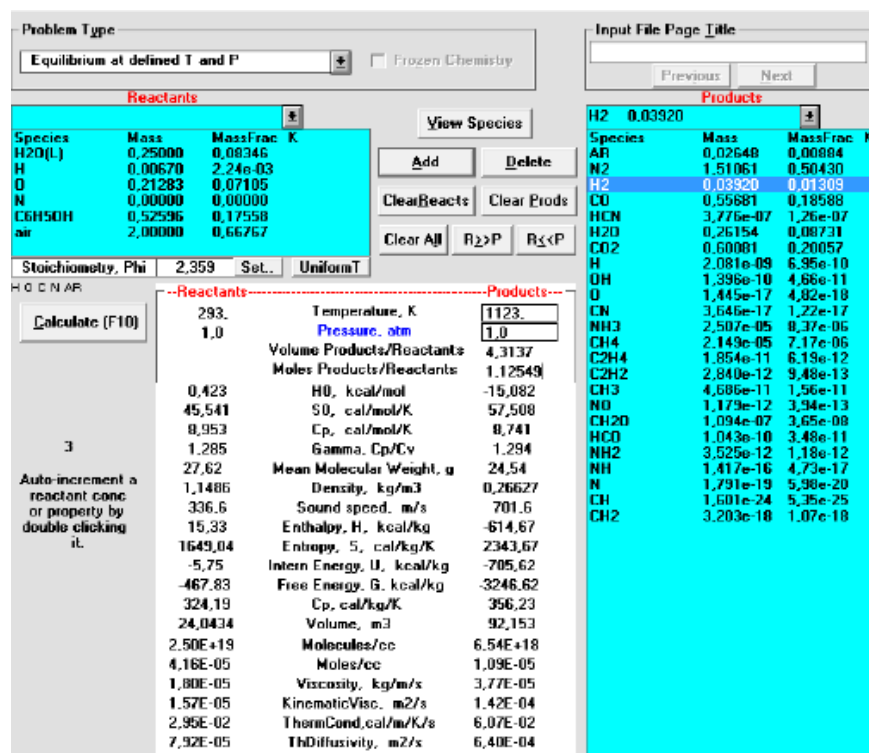 Problem Type
Equilibrium at defined T and P
Frozen Chemistry
Input File Page Title
Previous Next
Reactants
Species Mass MassFrac K
H2O(L) 0,25000 0,08346
H 0.00670 2.24e-03
O 0,21283 0,07105
N 0,00000 0,00000
C6H5OH 0,52596 0,17558
air 2,00000 0,66767
Stoichiometry, Phi 2,359 Set.. UniformT
H O C N AR
Calculate (F10)
3
Auto-increment a
reactant conc
or property by
double clicking
it.
View Species
Add Delete
ClearReacts Clear Prods
Clear All R>>P R<<P
Products
H2 0.03920
Species Mass MassFrac
AR 0,02648 0,00884
N2 1.51061 0.50430
H2 0,03920 0,01309
CO 0,55681 0,18588
HCN 3,776e-07 1,26e-07
H2O 0,26154 0,08731
CO2 0,60081 0,20057
H 2.081e-09 6.95e-10
OH 1,396e-10 4,66e-11
O 1,445e-17 4,82e-18
CN 3,646e-17 1,22e-17
NH3 2,507e-05 8,37e-06
CH4 2.149e-05 7.17e-06
C2H4 1,854e-11 6,19e-12
C2H2 2,840e-12 9,48e-13
CH3 4,686e-11 1,56e-11
NO 1,179e-12 3,94e-13
CH2O 1,094e-07 3,65e-08
HCO 1.043e-10 3.48e-11
NH2 3,525e-12 1,18e-12
NH 1,417e-16 4,73e-17
N 1,791e-19 5,98e-20
CH 1,601e-24 5,35e-25
CH2 3.203e-18 1.07e-18
--Reactants-- --Products--
293. Temperature, K 1123.
1,0 Pressure, atm 1,0
Volume Products/Reactants 4,3137
Moles Products/Reactants 1.12549
0,423 H0, kcal/mol -15,082
45,541 S0, cal/mol/K 57,508
8,953 Cp, cal/mol/K 8,741
1.285 Gamma, Cp/Cv 1.294
27,62 Mean Molecular Weight, g 24,54
1,1486 Density, kg/m3 0,26627
336.6 Sound speed, m/s 701.6
15,33 Enthalpy, H, kcal/kg -614,67
1649,04 Entropy, S, cal/kg/K 2343,67
-5,75 Intern Energy, U, kcal/kg -705,62
-467.83 Free Energy, G, kcal/kg -3246.62
324,19 Cp, cal/kg/K 356,23
24,0434 Volume, m3 92,153
2.50E+19 Molecules/cc 6.54E+18
4,16E-05 Moles/cc 1,09E-05
1,80E-05 Viscosity, kg/m/s 3,77E-05
1.57E-05 KinematicVisc, m2/s 1.42E-04
2,95E-02 ThermCond,cal/m/K/s 6,07E-02
7,92E-05 ThDiffusivity, m2/s 6,40E-04